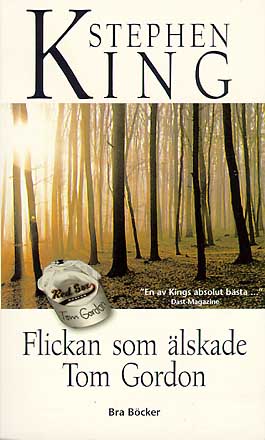 STEPHEN
KING
"En av Kings absolut bästa ..."
Dast-Magazine
Red Sox
Tom Gordon
Flickan som älskade
Tom Gordon
Bra Böcker